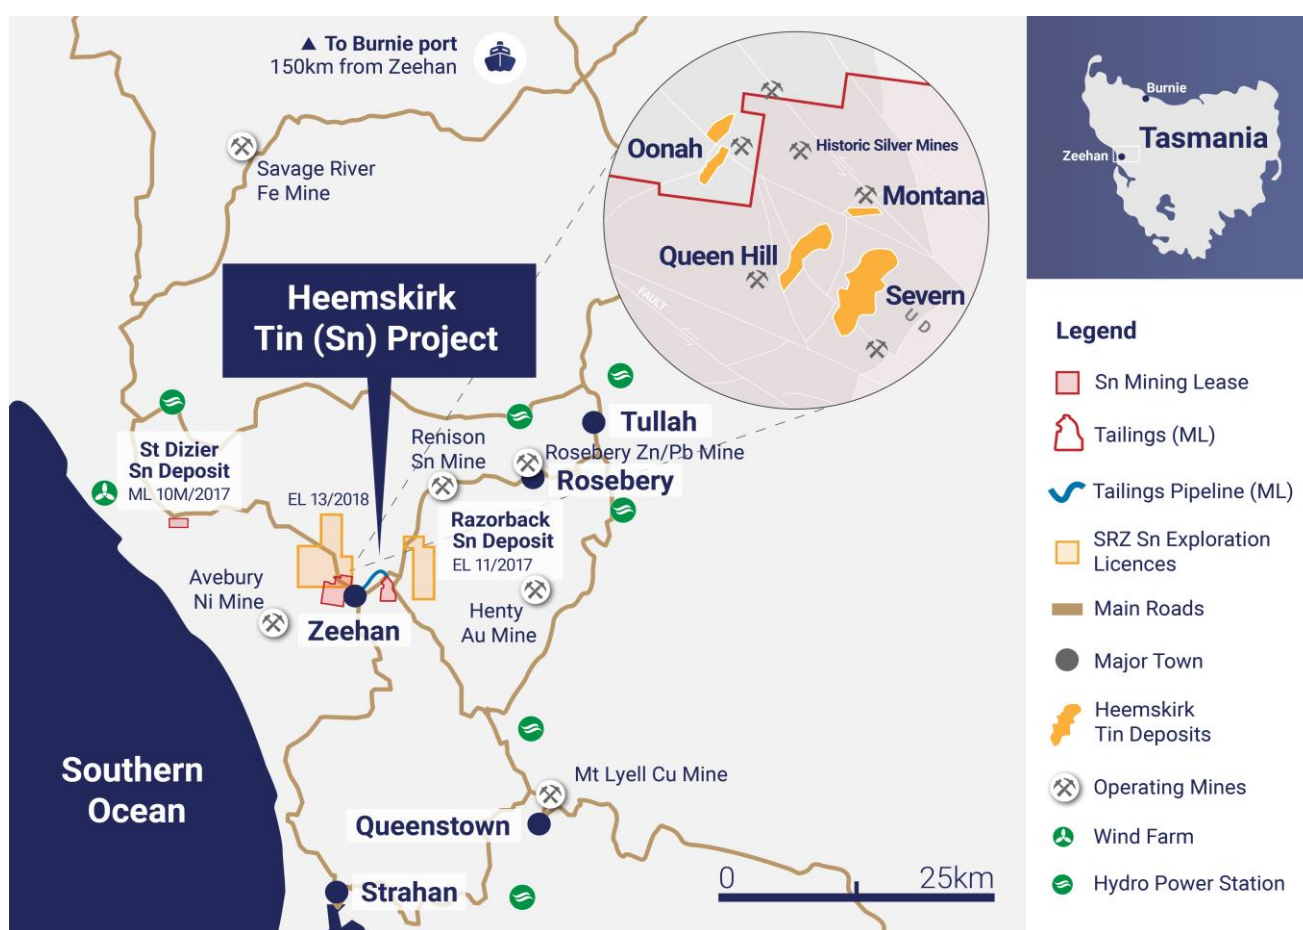 ▲ To Burnie port
150km from Zeehan
Savage River
Fe Mine
Heemskirk
Tin (Sn) Project
Oonah
Historic Silver Mines
Montana
Queen Hill
Severn
FAULT
U D
Burnie
Tasmania
Zeehan
St Dizier
Sn Deposit
ML 10M/2017
EL 13/2018
Renison
Sn Mine
Tullah
Rosebery Zn/Pb Mine
Rosebery
Razorback
Sn Deposit
EL 11/2017
Avebury
Ni Mine
Zeehan
Henty
Au Mine
Southern
Ocean
Mt Lyell Cu Mine
Queenstown
Strahan
0 25km
Legend
Sn Mining Lease
Tailings (ML)
Tailings Pipeline (ML)
SRZ Sn Exploration
Licences
Main Roads
Major Town
Heemskirk
Tin Deposits
Operating Mines
Wind Farm
Hydro Power Station